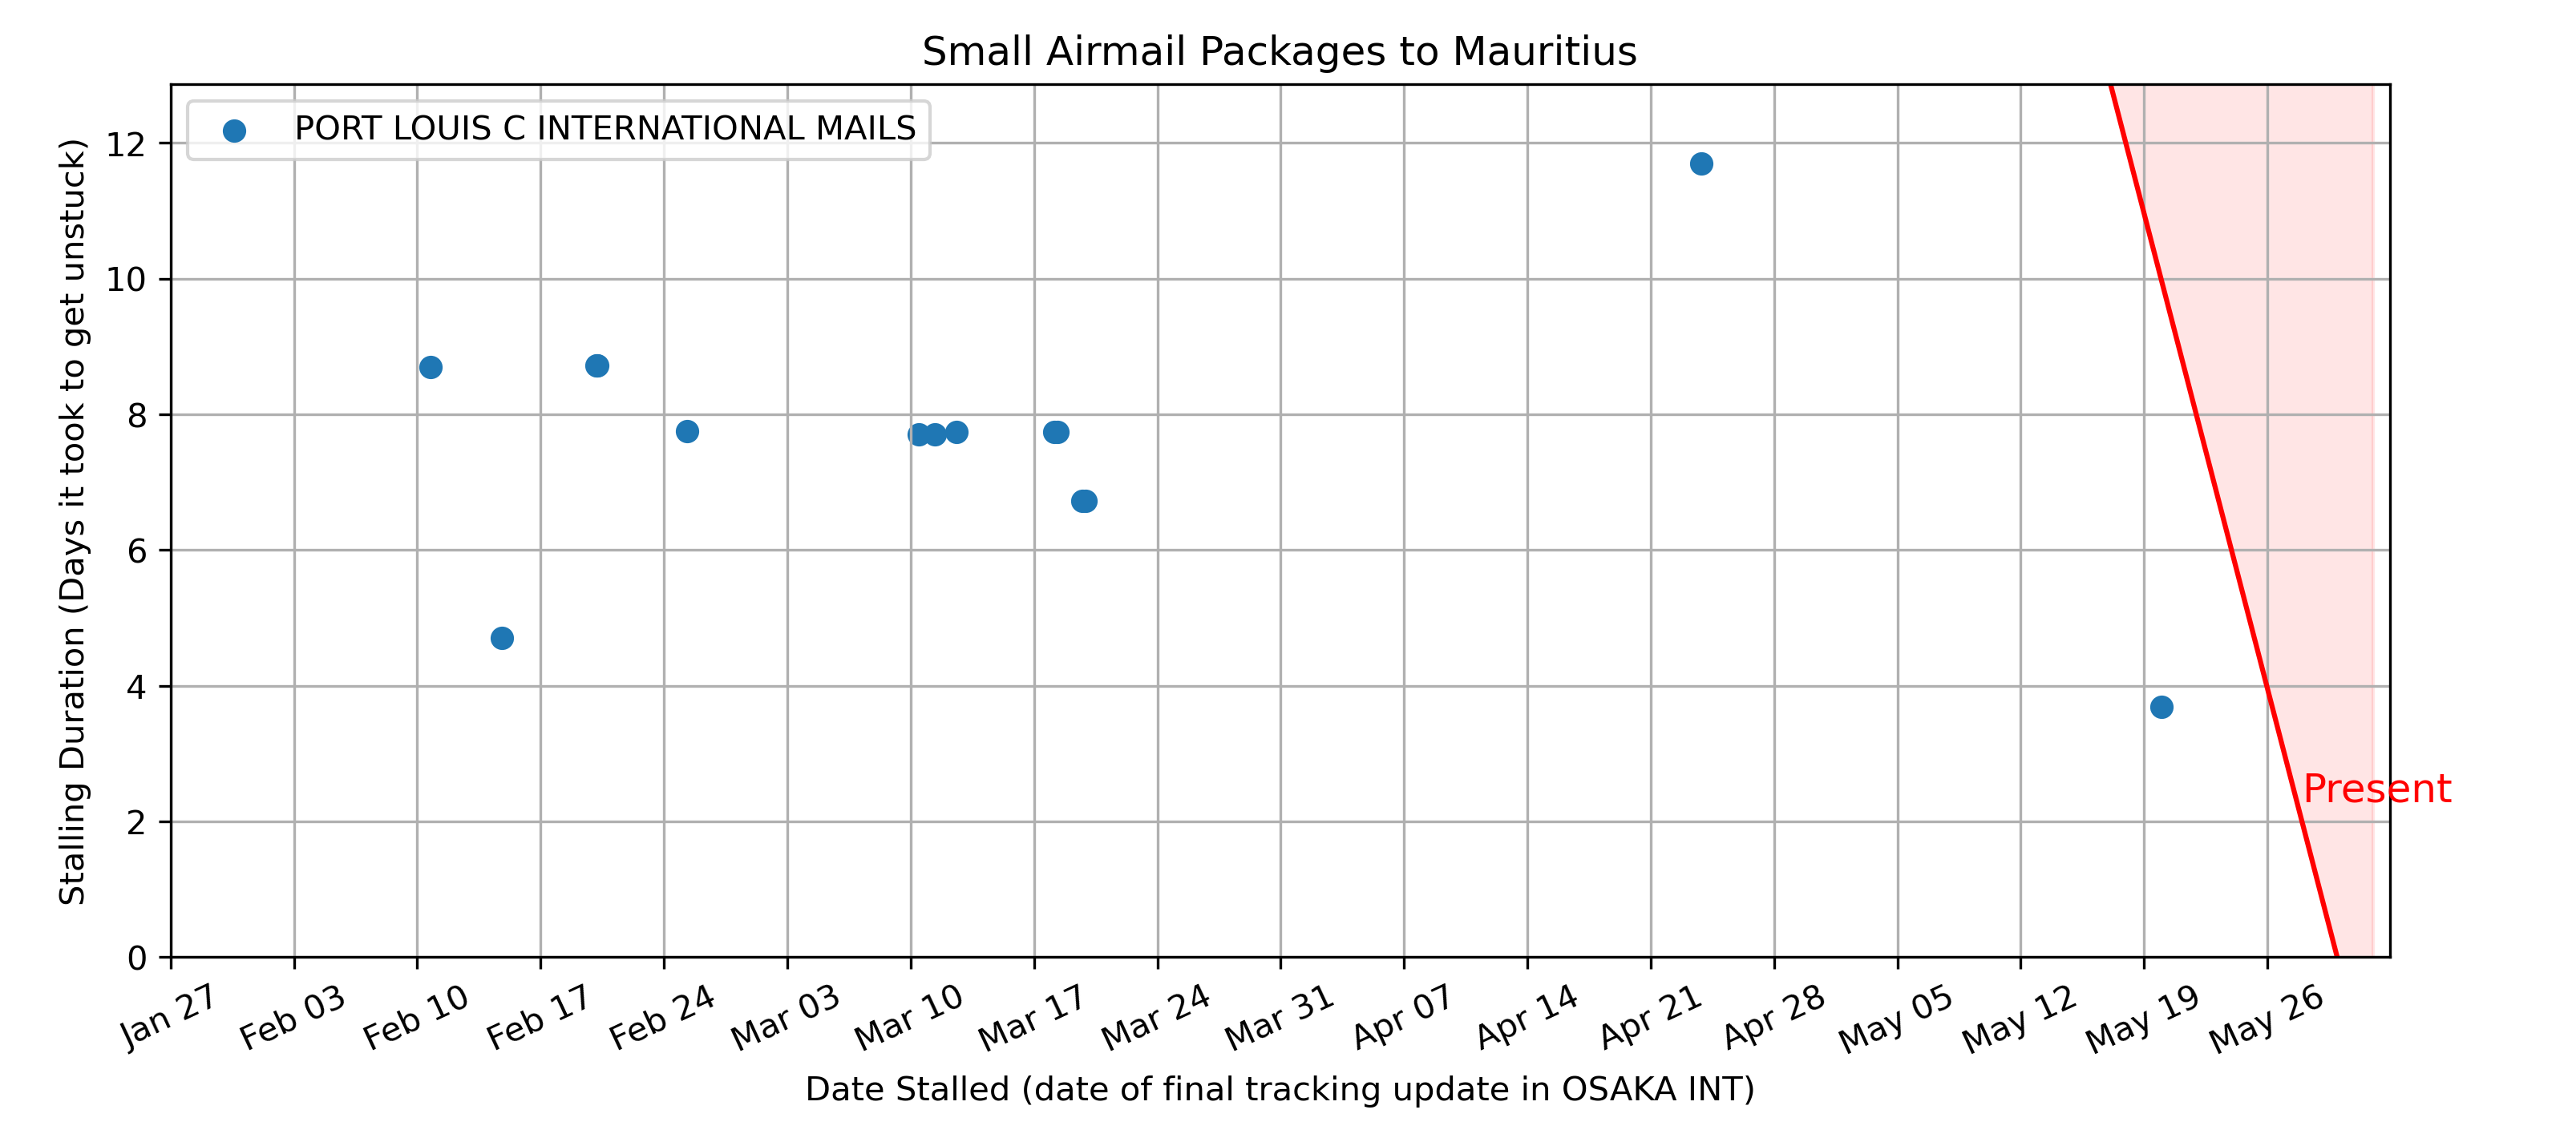 Small Airmail Packages to Mauritius
PORT LOUIS C INTERNATIONAL MAILS
Stalling Duration (Days it took to get unstuck)
12
10
8
6
4
2
0
Present
Jan 27
Feb 03
Feb 10
Feb 17
Feb 24
Mar 03
Mar 10
Mar 17
Mar 24
Mar 31
Apr 07
Apr 14
Apr 21
Apr 28
May 05
May 12
May 19
May 26
Date Stalled (date of final tracking update in OSAKA INT)